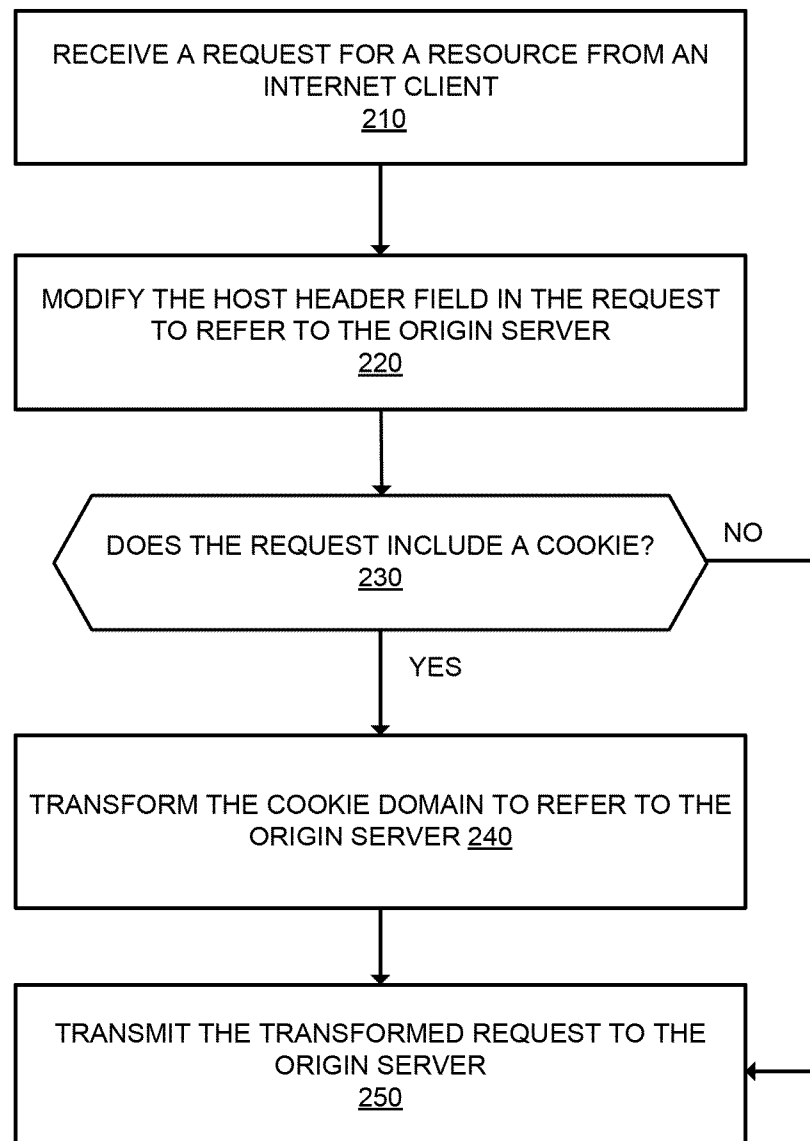 RECEIVE A REQUEST FOR A RESOURCE FROM AN
INTERNET CLIENT
210
MODIFY THE HOST HEADER FIELD IN THE REQUEST
TO REFER TO THE ORIGIN SERVER
220
DOES THE REQUEST INCLUDE A COOKIE?
230
NO
YES
TRANSFORM THE COOKIE DOMAIN TO REFER TO THE
ORIGIN SERVER 240
TRANSMIT THE TRANSFORMED REQUEST TO THE
ORIGIN SERVER
250